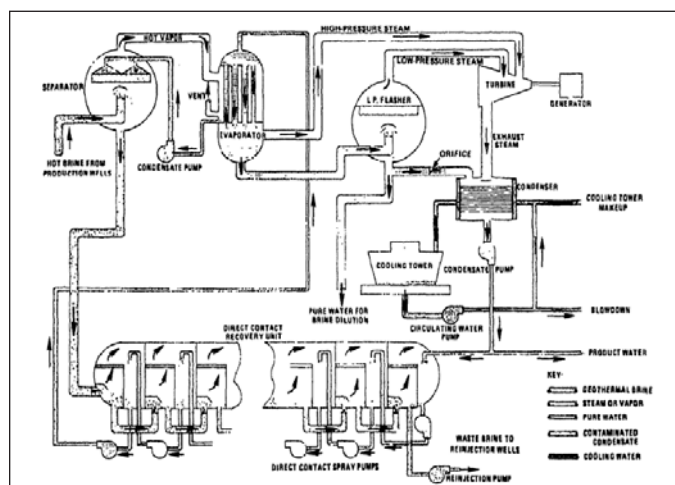 HOT VAPOR
HIGH-PRESSURE STEAM
LOW-PRESSURE STEAM
SEPARATOR
VENT
L.P. FLASHER
TURBINE
GENERATOR
EVAPORATOR
EXHAUST
STEAM
HOT BRINE FROM
PRODUCTION WELLS
CONDENSATE PUMP
ORIFICE
CONDENSER
COOLING TOWER
MAKEUP
COOLING TOWER
CONDENSATE PUMP
PURE WATER FOR
BRINE DILUTION
CIRCULATING WATER
PUMP
BLOWDOWN
DIRECT CONTACT
RECOVERY UNIT
PRODUCT WATER
KEY:
GEOTHERMAL BRINE
STEAM OR VAPOR
PURE WATER
CONTAMINATED
CONDENSATE
COOLING WATER
DIRECT CONTACT SPRAY PUMPS
WASTE BRINE TO
REINJECTION WELLS
REINJECTION PUMP